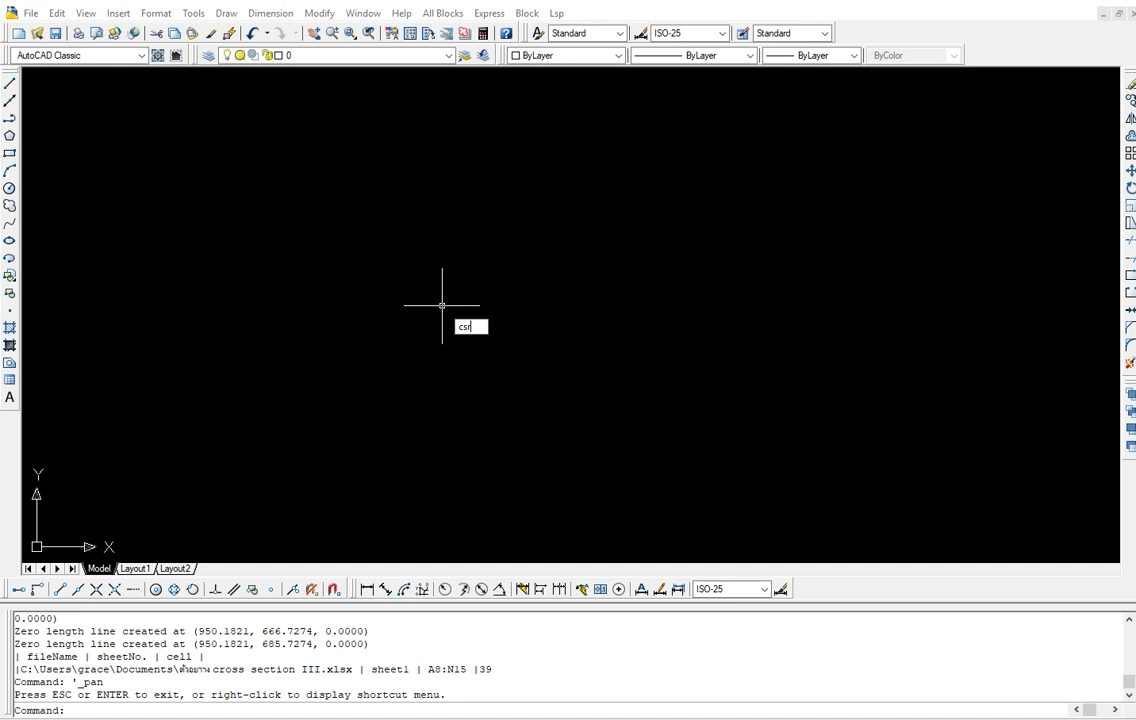 File Edit View Insert Format Tools Draw Dimension Modify Window Help All Blocks Express Block Lsp
Standard ISO-25 Standard
AutoCAD Classic 0 ByLayer ByLayer ByLayer ByColor
csr
A
Y
X
Model Layout1 Layout2
ISO-25
0.0000)
Zero length line created at (950.1821, 666.7274, 0.0000)
Zero length line created at (950.1821, 685.7274, 0.0000)
| fileName | sheetNo. | cell |
|C:\Users\grace\Documents\ตัวอย่าง cross section III.xlsx | sheet1 | A8:N15 |39
Command: '_pan
Press ESC or ENTER to exit, or right-click to display shortcut menu.
Command: